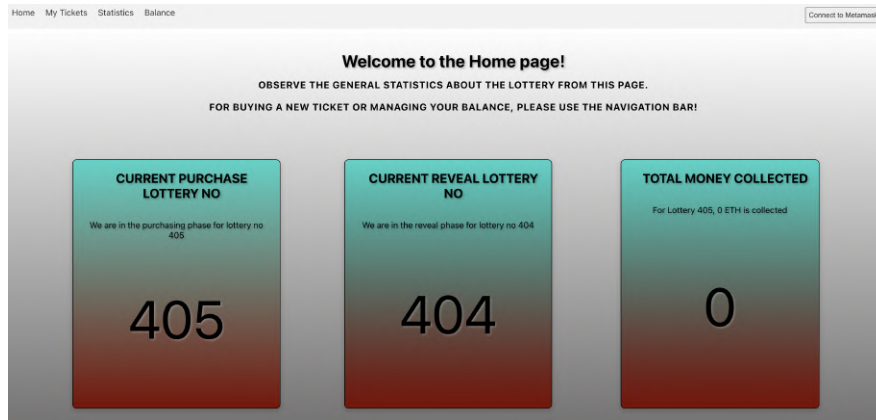 Home My Tickets Statistics Balance
Connect to Metamask
Welcome to the Home page!
OBSERVE THE GENERAL STATISTICS ABOUT THE LOTTERY FROM THIS PAGE.
FOR BUYING A NEW TICKET OR MANAGING YOUR BALANCE, PLEASE USE THE NAVIGATION BAR!
CURRENT PURCHASE
LOTTERY NO
We are in the purchasing phase for lottery no
405
405
CURRENT REVEAL LOTTERY
NO
We are in the reveal phase for lottery no 404
404
TOTAL MONEY COLLECTED
For Lottery 405, 0 ETH is collected
0